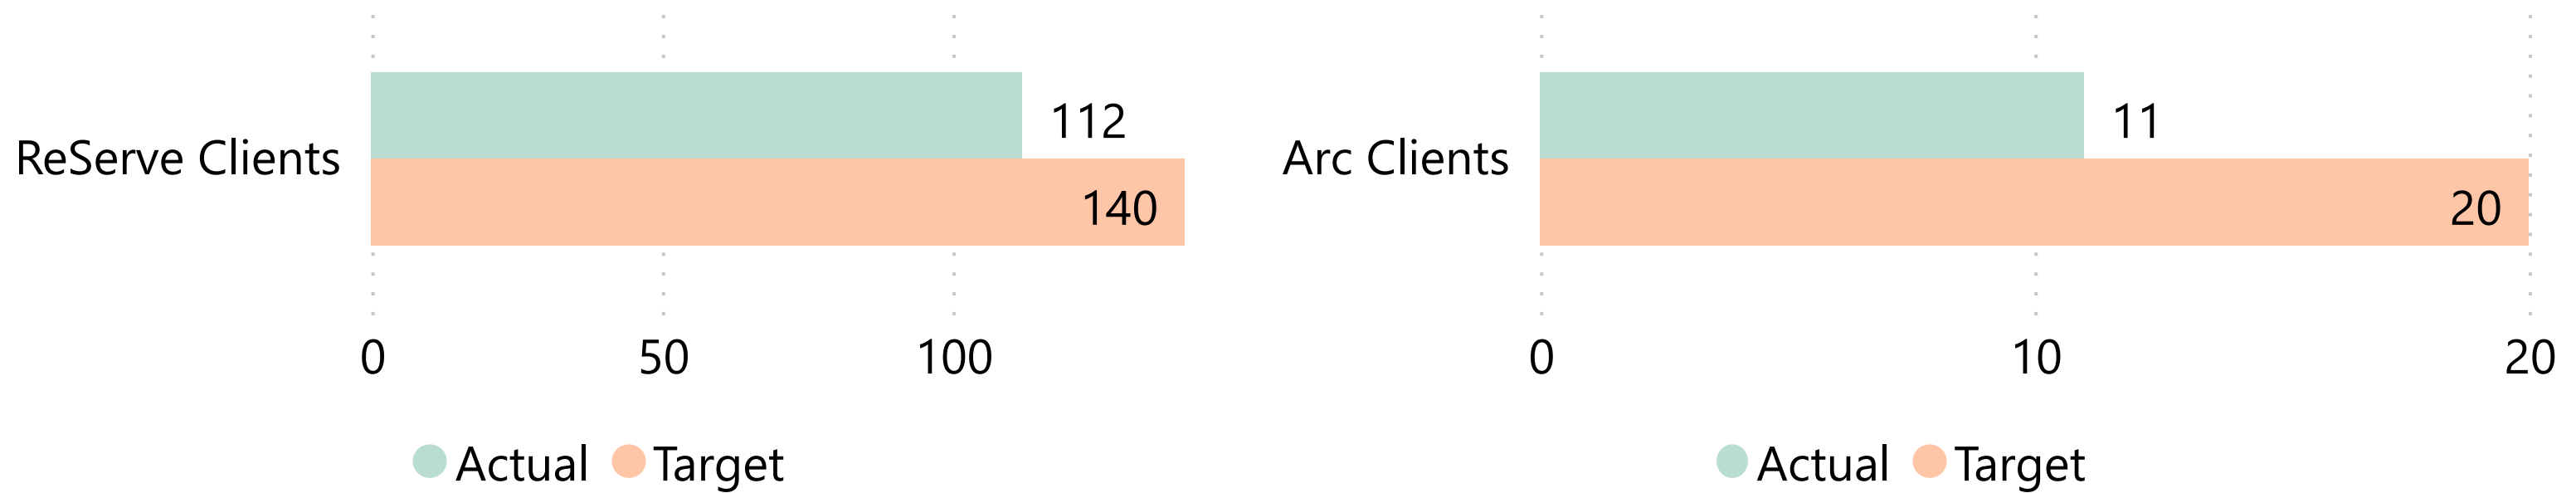 ReServe Clients
112
140
0 50 100
Actual Target
Arc Clients
11
20
0 10 20
Actual Target